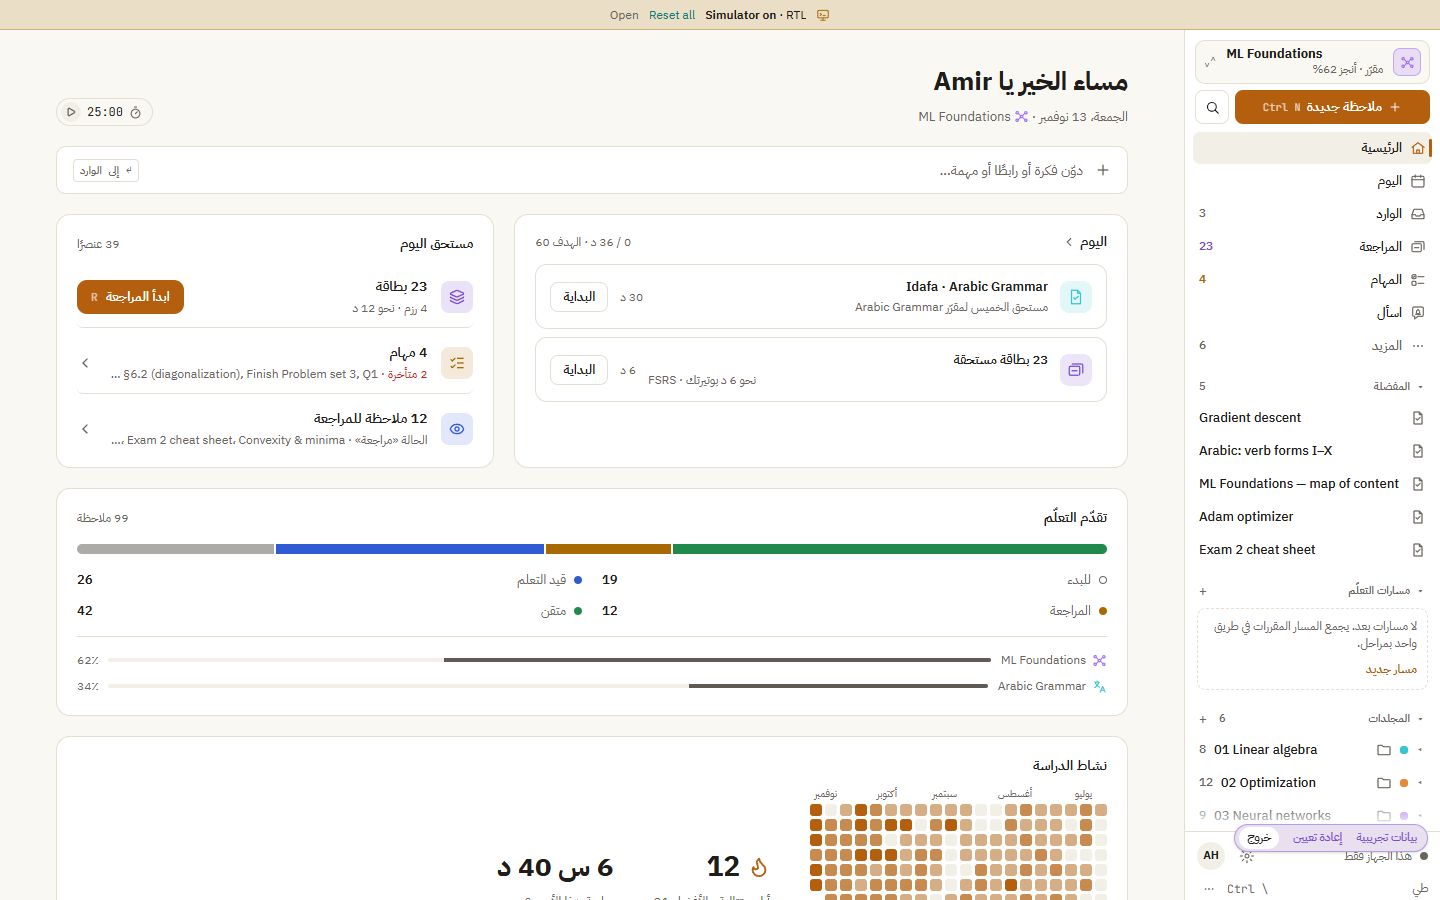 Open Reset all Simulator on · RTL
ML Foundations
مقرّر · أنجز 62%
ملاحظة جديدة Ctrl N
الرئيسية
اليوم
الوارد 3
المراجعة 23
المهام 4
اسأل
المزيد 6
المفضلة 5
Gradient descent
Arabic: verb forms I–X
ML Foundations — map of content
Adam optimizer
Exam 2 cheat sheet
مسارات التعلّم +
لا مسارات بعد. يجمع المسار المقررات في طريق
واحد بمراحل.
مسار جديد
المجلدات 6 +
01 Linear algebra 8
02 Optimization 12
03 Neural networks 9
بيانات تجريبية إعادة تعيين خروج
هذا الجهاز فقط AH
طي Ctrl \
مساء الخير يا Amir
الجمعة، 13 نوفمبر · ML Foundations
25:00
دوّن فكرة أو رابطًا أو مهمة...
إلى الوارد
اليوم
0 / 36 د · الهدف 60
Idafa · Arabic Grammar
مستحق الخميس لمقرّر Arabic Grammar
30 د
البداية
23 بطاقة مستحقة
نحو 6 د بوتيرتك · FSRS
6 د
البداية
مستحق اليوم
39 عنصرًا
23 بطاقة
4 رزم · نحو 12 د
ابدأ المراجعة R
4 مهام
2 متأخرة · §6.2 (diagonalization), Finish Problem set 3, Q1 ...
12 ملاحظة للمراجعة
الحالة «مراجعة» · Exam 2 cheat sheet، Convexity & minima، ...
تقدّم التعلّم
99 ملاحظة
للبدء 19
قيد التعلم 26
المراجعة 12
متقن 42
ML Foundations 62٪
Arabic Grammar 34٪
نشاط الدراسة
يوليو أغسطس سبتمبر أكتوبر نوفمبر
12
6 س 40 د